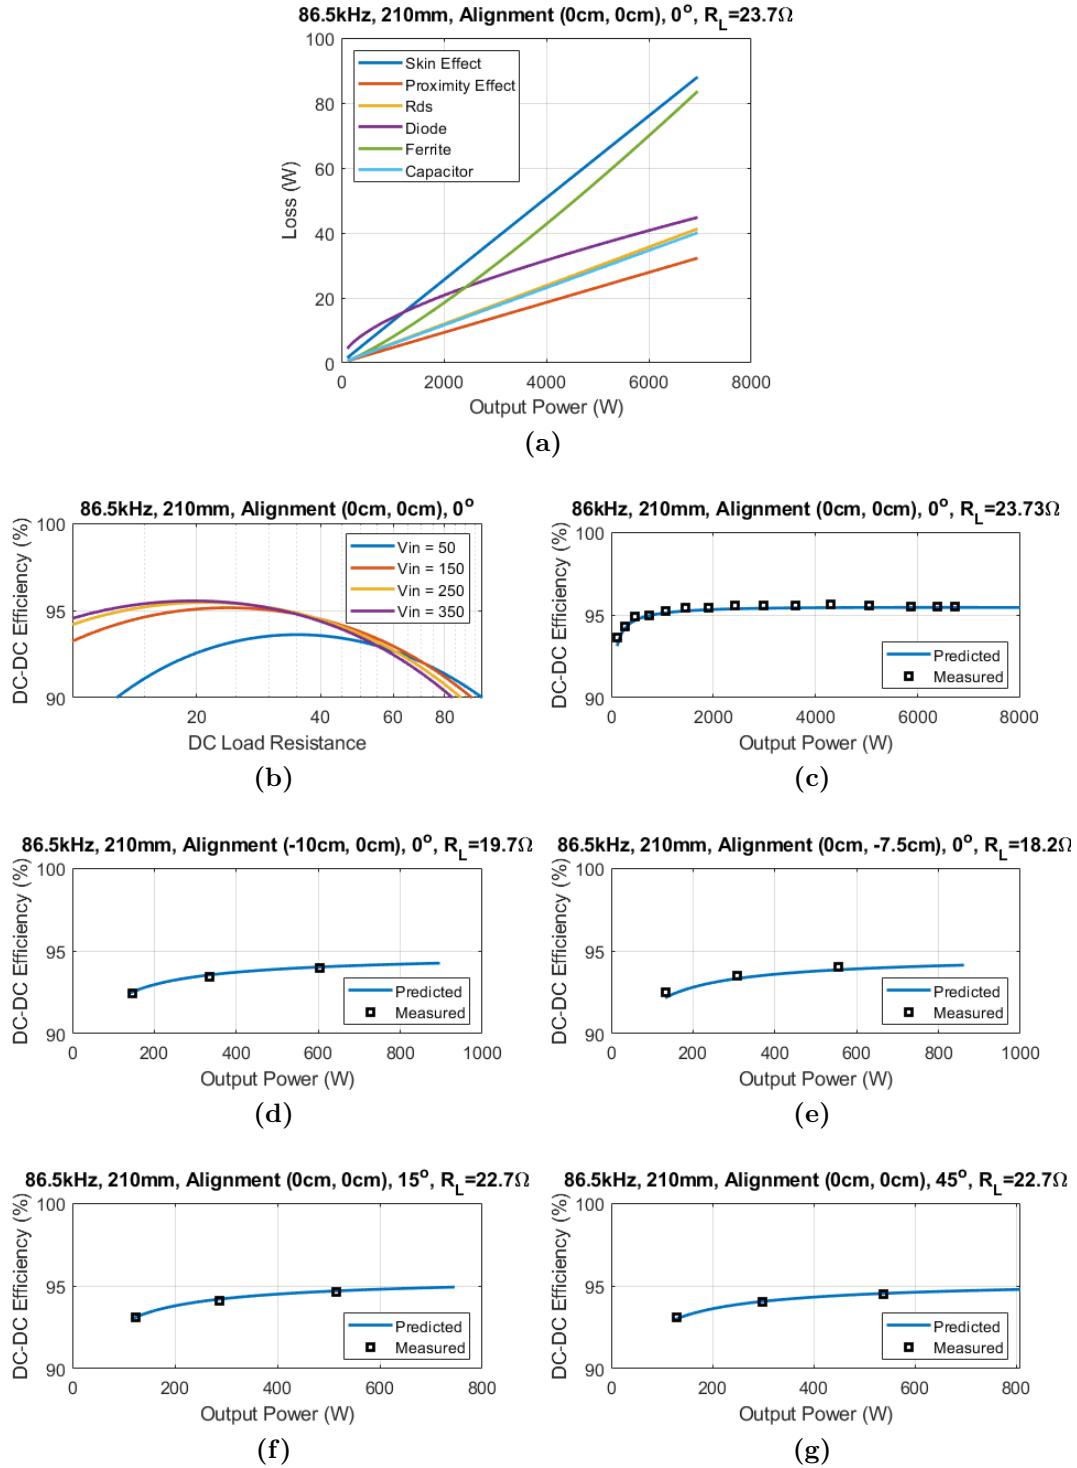 86.5kHz, 210mm, Alignment (0cm, 0cm), 0°, R_L=23.7Ω
100
80
60
40
20
0
Loss (W)
Skin Effect
Proximity Effect
Rds
Diode
Ferrite
Capacitor
0 2000 4000 6000 8000
Output Power (W)
(a)
86.5kHz, 210mm, Alignment (0cm, 0cm), 0°
100
95
90
DC-DC Efficiency (%)
Vin = 50
Vin = 150
Vin = 250
Vin = 350
20 40 60 80
DC Load Resistance
(b)
86kHz, 210mm, Alignment (0cm, 0cm), 0°, R_L=23.73Ω
100
95
90
DC-DC Efficiency (%)
Predicted
Measured
0 2000 4000 6000 8000
Output Power (W)
(c)
86.5kHz, 210mm, Alignment (-10cm, 0cm), 0°, R_L=19.7Ω
100
95
90
DC-DC Efficiency (%)
Predicted
Measured
0 200 400 600 800 1000
Output Power (W)
(d)
86.5kHz, 210mm, Alignment (0cm, -7.5cm), 0°, R_L=18.2Ω
100
95
90
DC-DC Efficiency (%)
Predicted
Measured
0 200 400 600 800 1000
Output Power (W)
(e)
86.5kHz, 210mm, Alignment (0cm, 0cm), 15°, R_L=22.7Ω
100
95
90
DC-DC Efficiency (%)
Predicted
Measured
0 200 400 600 800
Output Power (W)
(f)
86.5kHz, 210mm, Alignment (0cm, 0cm), 45°, R_L=22.7Ω
100
95
90
DC-DC Efficiency (%)
Predicted
Measured
0 200 400 600 800
Output Power (W)
(g)